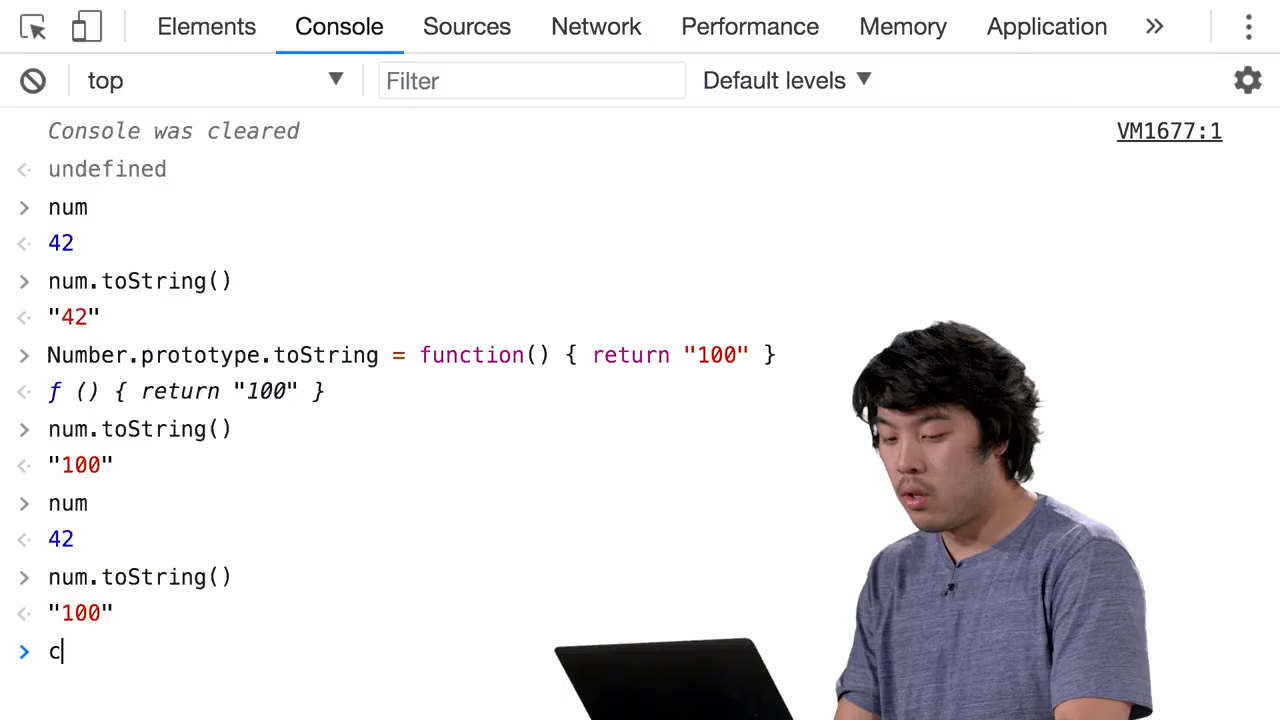 Elements Console Sources Network Performance Memory Application »
top ▼ Filter Default levels ▼
Console was cleared VM1677:1
undefined
> num
42
> num.toString()
"42"
> Number.prototype.toString = function() { return "100" }
ƒ () { return "100" }
> num.toString()
"100"
> num
42
> num.toString()
"100"
> c